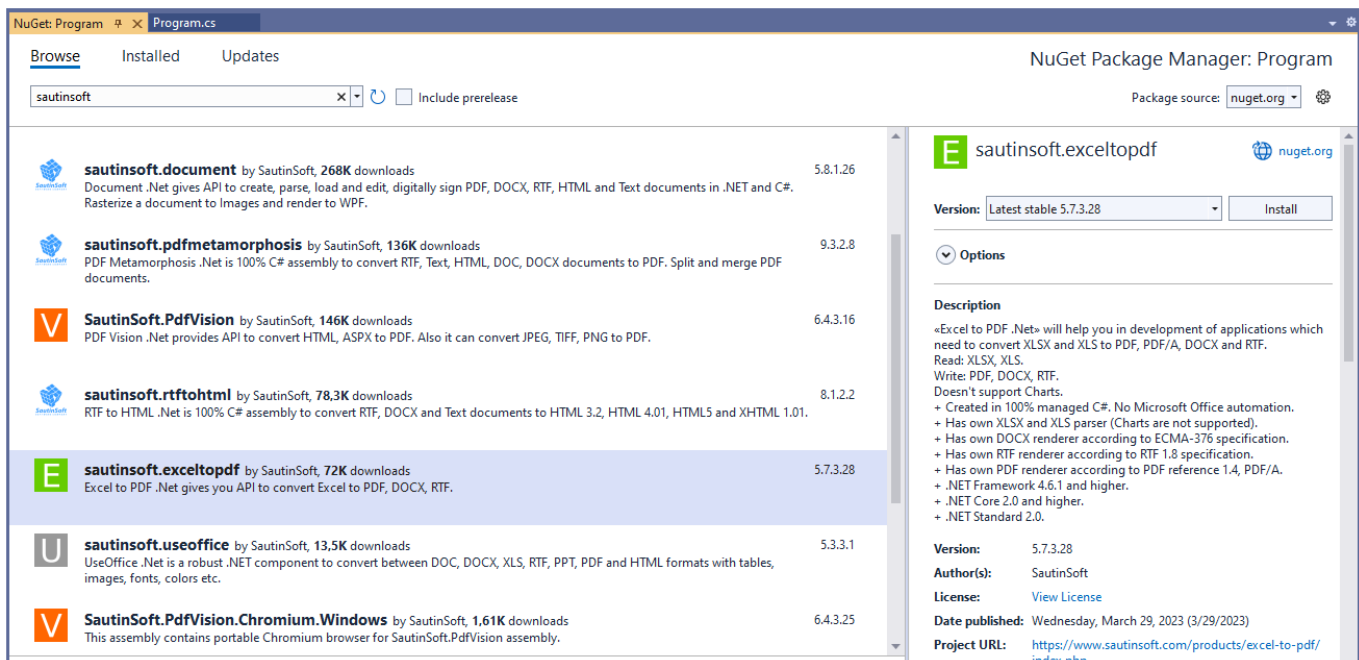 NuGet: Program
Program.cs
Browse
Installed
Updates
NuGet Package Manager: Program
sautinsoft
Include prerelease
Package source: nuget.org
SautinSoft
sautinsoft.document by SautinSoft, 268K downloads
5.8.1.26
Document .Net gives API to create, parse, load and edit, digitally sign PDF, DOCX, RTF, HTML and Text documents in .NET and C#.
Rasterize a document to Images and render to WPF.
SautinSoft
sautinsoft.pdfmetamorphosis by SautinSoft, 136K downloads
9.3.2.8
PDF Metamorphosis .Net is 100% C# assembly to convert RTF, Text, HTML, DOC, DOCX documents to PDF. Split and merge PDF
documents.
V
SautinSoft.PdfVision by SautinSoft, 146K downloads
6.4.3.16
PDF Vision .Net provides API to convert HTML, ASPX to PDF. Also it can convert JPEG, TIFF, PNG to PDF.
SautinSoft
sautinsoft.rtftohtml by SautinSoft, 78,3K downloads
8.1.2.2
RTF to HTML .Net is 100% C# assembly to convert RTF, DOCX and Text documents to HTML 3.2, HTML 4.01, HTML5 and XHTML 1.01.
E
sautinsoft.exceltopdf by SautinSoft, 72K downloads
5.7.3.28
Excel to PDF .Net gives you API to convert Excel to PDF, DOCX, RTF.
U
sautinsoft.useoffice by SautinSoft, 13,5K downloads
5.3.3.1
UseOffice .Net is a robust .NET component to convert between DOC, DOCX, XLS, RTF, PPT, PDF and HTML formats with tables,
images, fonts, colors etc.
V
SautinSoft.PdfVision.Chromium.Windows by SautinSoft, 1,61K downloads
6.4.3.25
This assembly contains portable Chromium browser for SautinSoft.PdfVision assembly.
E
sautinsoft.exceltopdf
nuget.org
Version: Latest stable 5.7.3.28
Install
Options
Description
«Excel to PDF .Net» will help you in development of applications which
need to convert XLSX and XLS to PDF, PDF/A, DOCX and RTF.
Read: XLSX, XLS.
Write: PDF, DOCX, RTF.
Doesn't support Charts.
+ Created in 100% managed C#. No Microsoft Office automation.
+ Has own XLSX and XLS parser (Charts are not supported).
+ Has own DOCX renderer according to ECMA-376 specification.
+ Has own RTF renderer according to RTF 1.8 specification.
+ Has own PDF renderer according to PDF reference 1.4, PDF/A.
+ .NET Framework 4.6.1 and higher.
+ .NET Core 2.0 and higher.
+ .NET Standard 2.0.
Version: 5.7.3.28
Author(s): SautinSoft
License: View License
Date published: Wednesday, March 29, 2023 (3/29/2023)
Project URL: https://www.sautinsoft.com/products/excel-to-pdf/
index.php